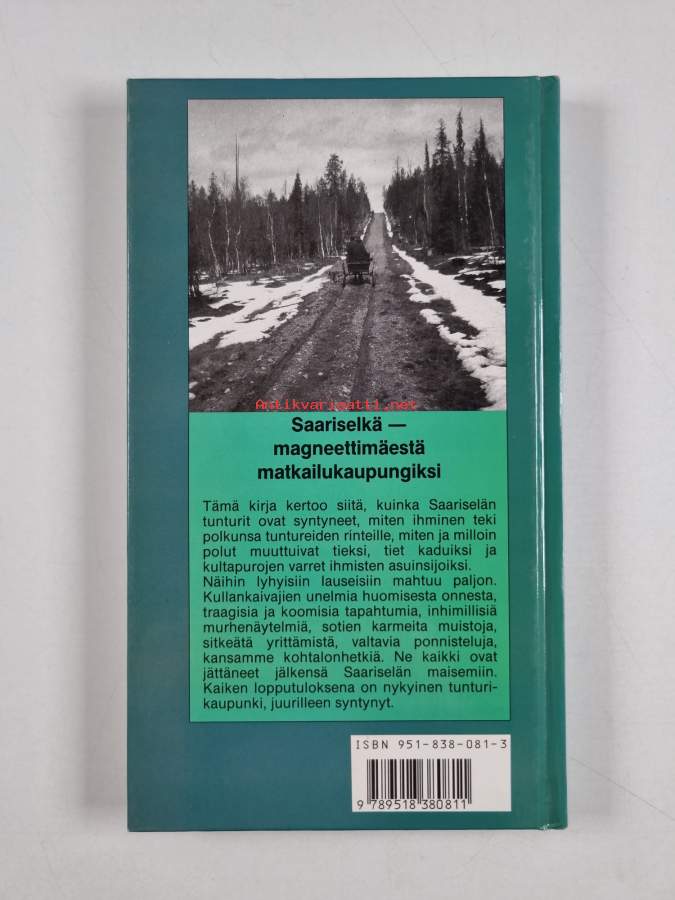 Antikvariaatti.net
Saariselkä —
magneettimäestä
matkailukaupungiksi
Tämä kirja kertoo siitä, kuinka Saariselän
tunturit ovat syntyneet, miten ihminen teki
polkunsa tuntureiden rinteille, miten ja milloin
polut muuttuivat tieksi, tiet kaduiksi ja
kultapurojen varret ihmisten asuinsijoiksi.
Näihin lyhyisiin lauseisiin mahtuu paljon.
Kullankaivajien unelmia huomisesta onnesta,
traagisia ja koomisia tapahtumia, inhimillisiä
murhenäytelmiä, sotien karmeita muistoja,
sitkeätä yrittämistä, valtavia ponnisteluja,
kansamme kohtalonhetkiä. Ne kaikki ovat
jättäneet jälkensä Saariselän maisemiin.
Kaiken lopputuloksena on nykyinen tunturi-
kaupunki, juurilleen syntynyt.
ISBN 951-838-081-3
9 789518 380811